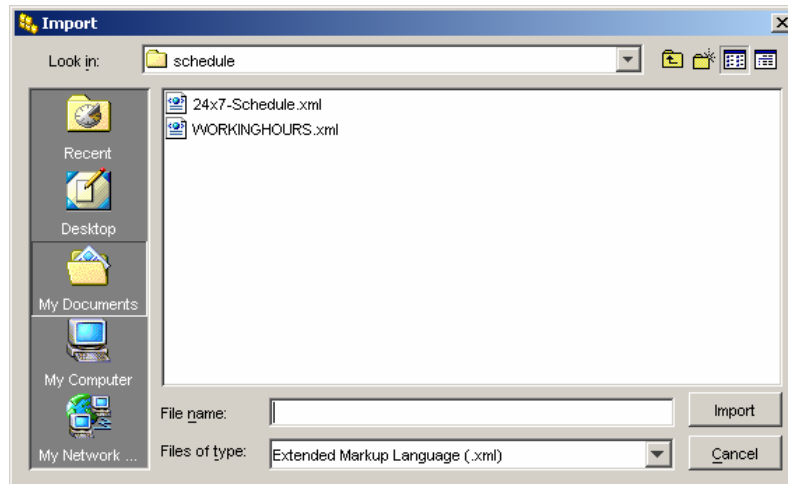 Import
Look in: schedule
24x7-Schedule.xml
WORKINGHOURS.xml
Recent
Desktop
My Documents
My Computer
My Network ...
File name: Import
Files of type: Extended Markup Language (.xml) Cancel